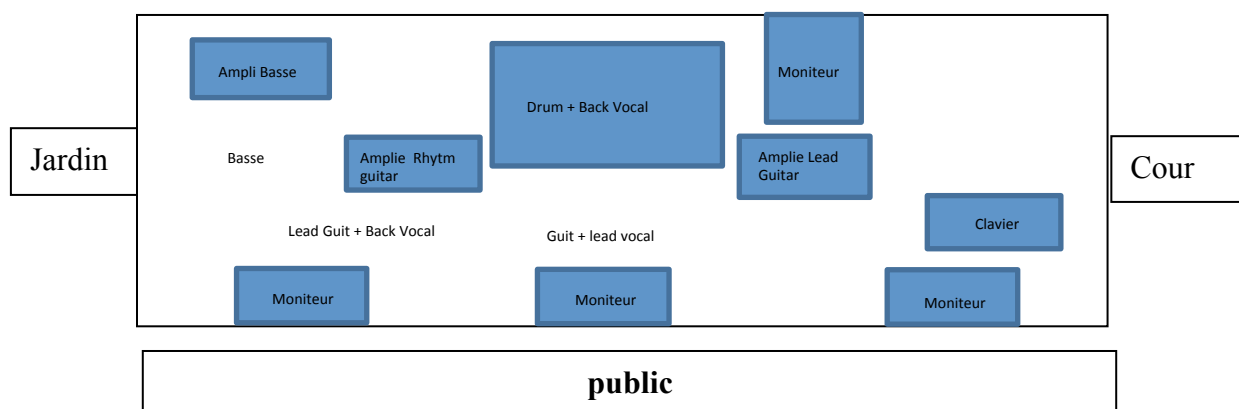 Ampli Basse
Moniteur
Drum + Back Vocal
Jardin
Basse
Amplie Rhytm
guitar
Amplie Lead
Guitar
Cour
Clavier
Lead Guit + Back Vocal
Guit + lead vocal
Moniteur
Moniteur
Moniteur
public